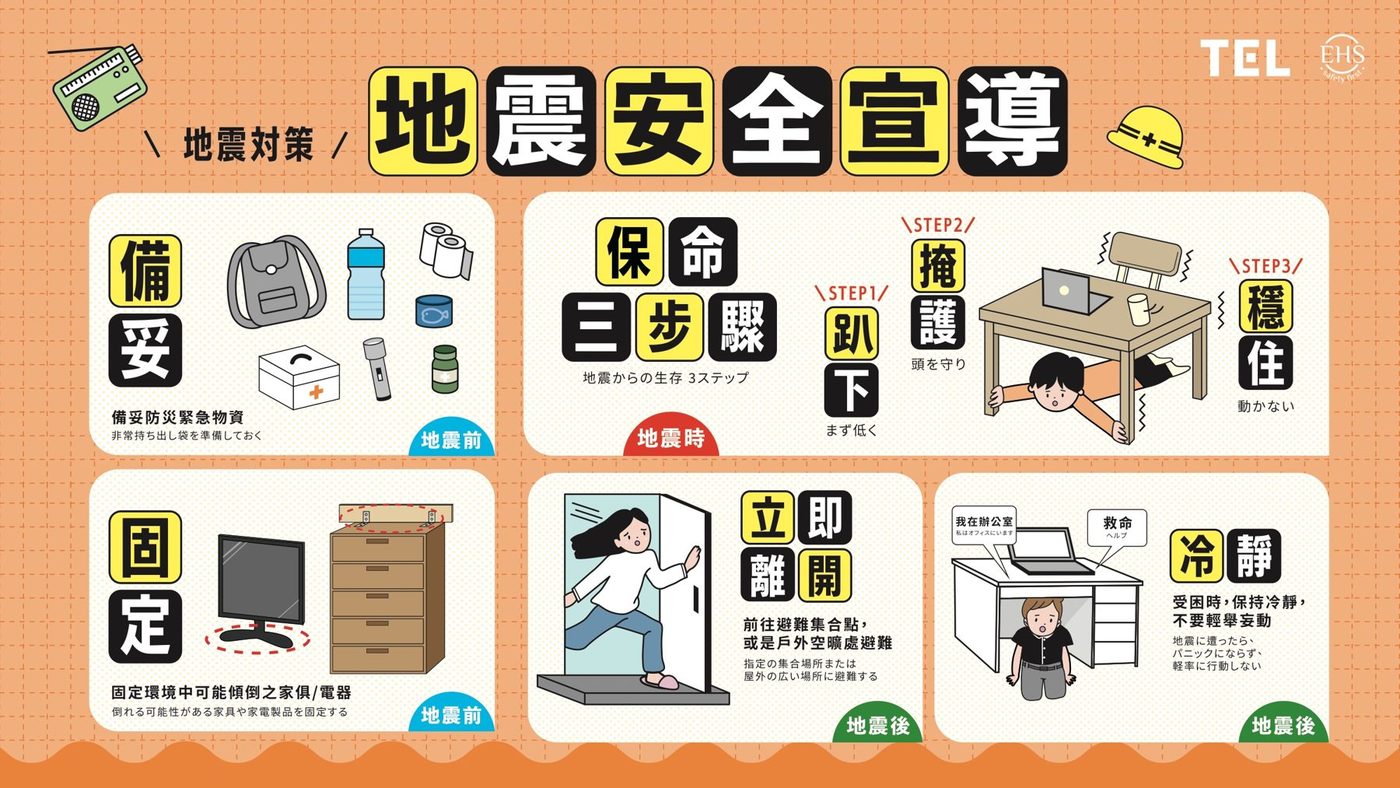 TEL
EHS
Safety first
地震対策
地震安全宣導
備妥
備妥防災緊急物資
非常持ち出し袋を準備しておく
地震前
保命
三步驟
地震からの生存 3ステップ
地震時
STEP1
趴下
まず低く
STEP2
掩護
頭を守り
STEP3
穩住
動かない
固定
固定環境中可能傾倒之家俱/電器
倒れる可能性がある家具や家電製品を固定する
地震前
立即
離開
前往避難集合點，
或是戶外空曠處避難
指定の集合場所または
屋外の広い場所に避難する
地震後
我在辦公室
私はオフィスにいます
救命
ヘルプ
冷靜
受困時，保持冷靜，
不要輕舉妄動
地震に遭ったら、
パニックにならず、
軽率に行動しない
地震後